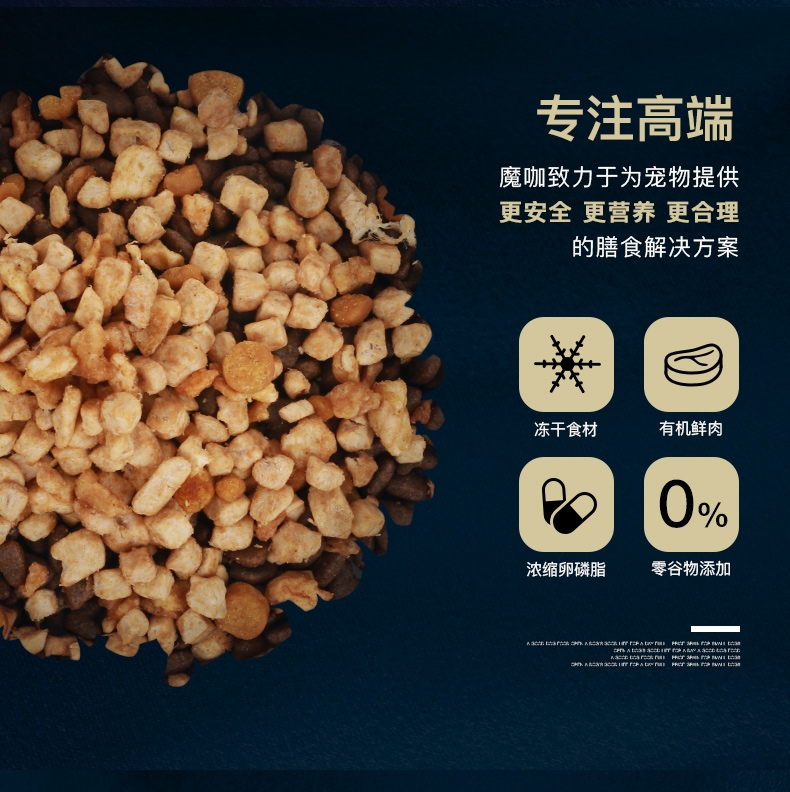 专注高端
魔咖致力于为宠物提供
更安全 更营养 更合理
的膳食解决方案
冻干食材
有机鲜肉
0%
浓缩卵磷脂
零谷物添加